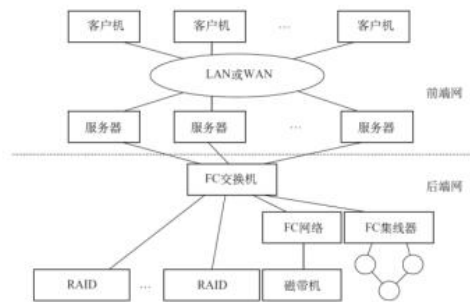 客户机 客户机 … 客户机
LAN或WAN
前端网
服务器 服务器 … 服务器
FC交换机
后端网
FC网络 FC集线器
RAID … RAID 磁带机